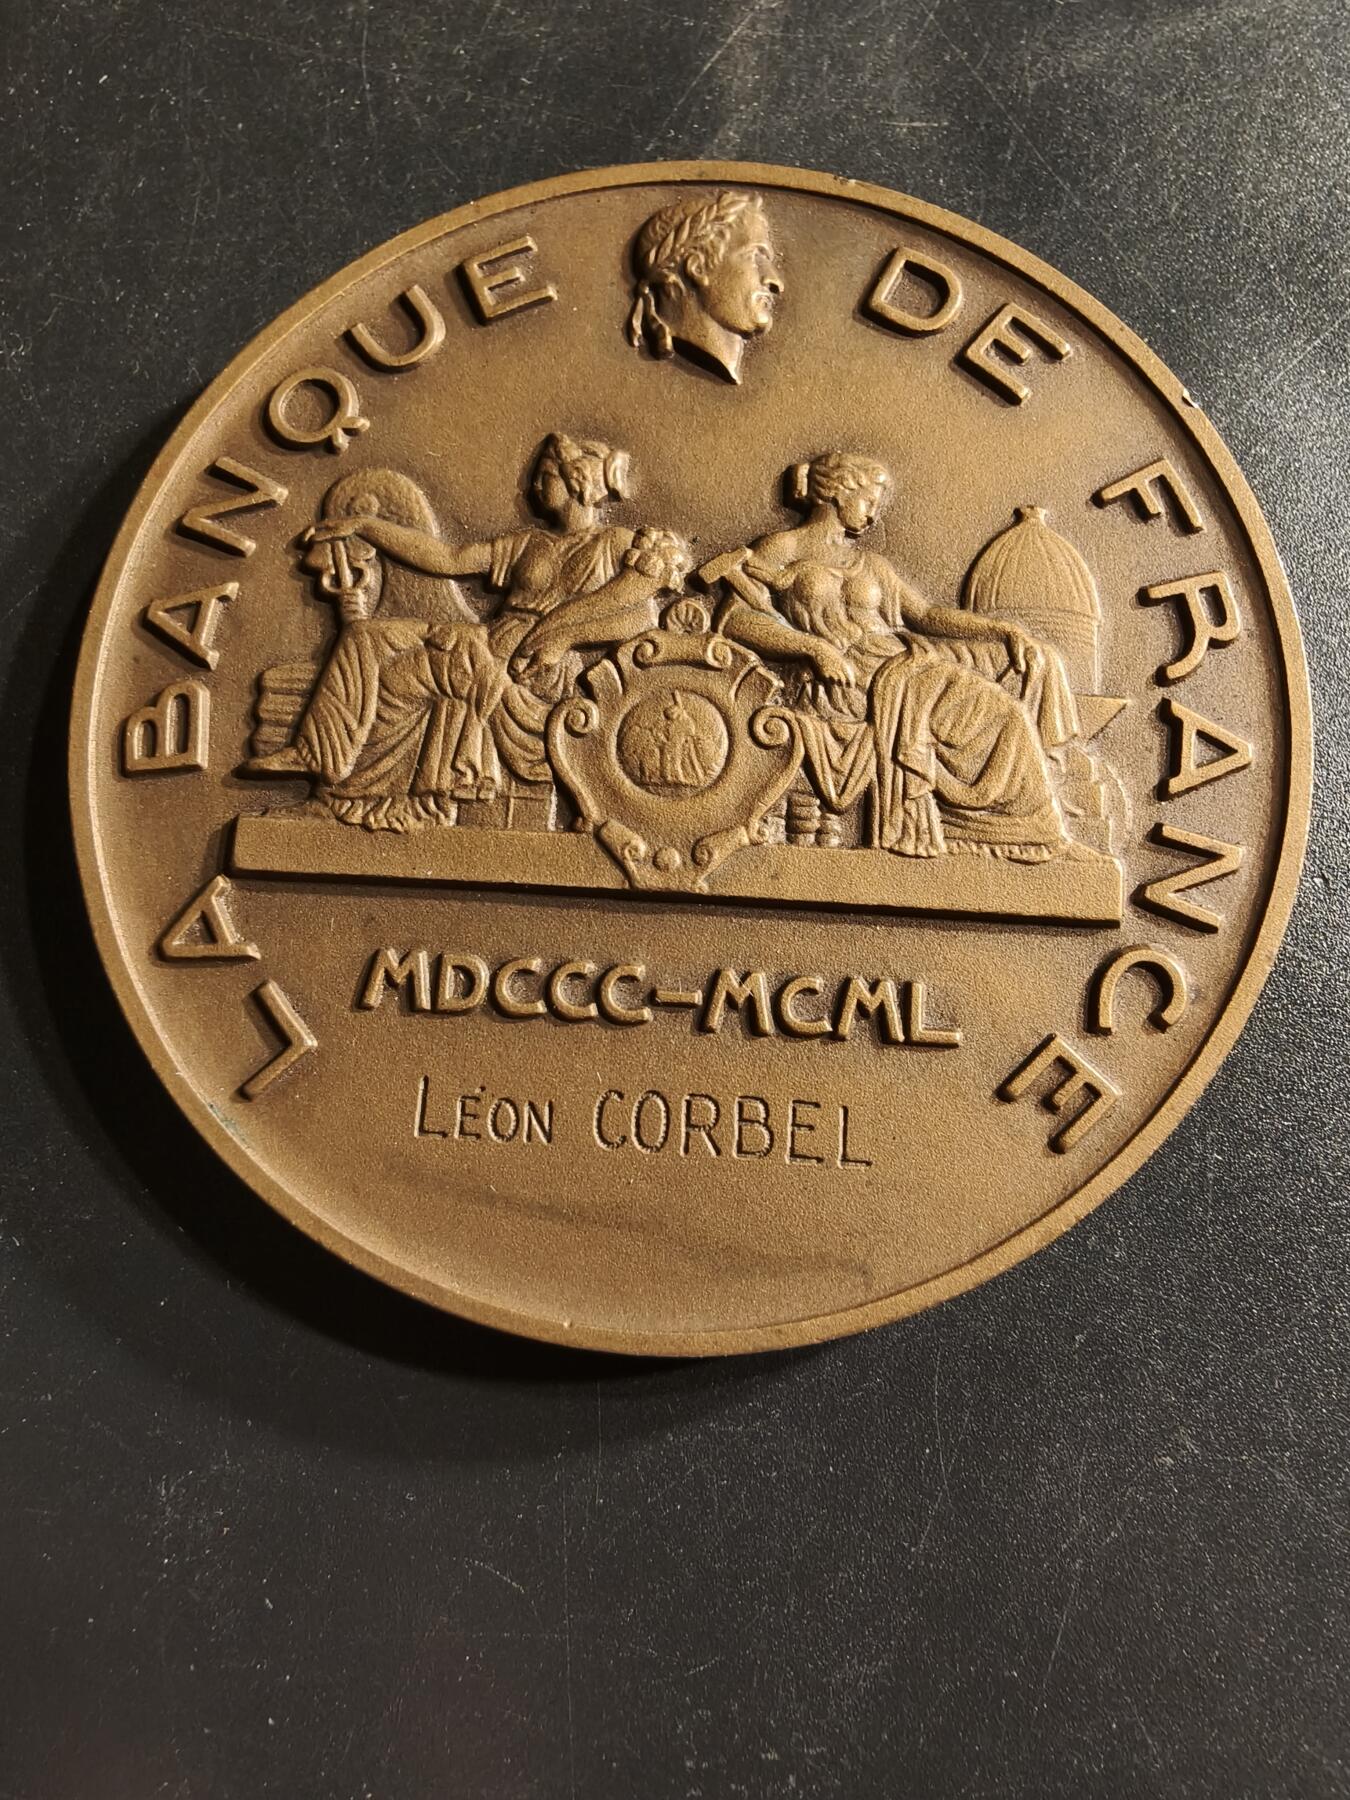 LA BANQUE DE FRANCE
MDCCC-MCML
LÉON CORBEL